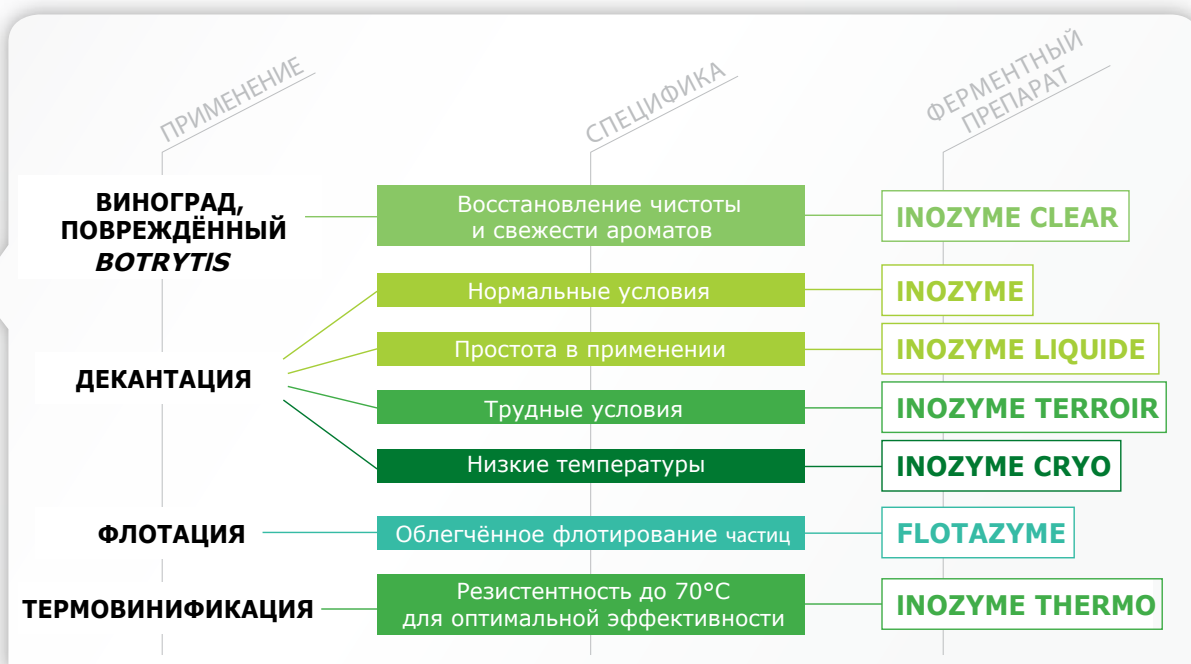 ПРИМЕНЕНИЕ
СПЕЦИФИКА
ФЕРМЕНТНЫЙ
ПРЕПАРАТ
ВИНОГРАД,
ПОВРЕЖДЁННЫЙ
BOTRYTIS
Восстановление чистоты
и свежести ароматов
INOZYME CLEAR
ДЕКАНТАЦИЯ
Нормальные условия
INOZYME
Простота в применении
INOZYME LIQUIDE
Трудные условия
INOZYME TERROIR
Низкие температуры
INOZYME CRYO
ФЛОТАЦИЯ
Облегчённое флотирование частиц
FLOTAZYME
ТЕРМОВИНИФИКАЦИЯ
Резистентность до 70°C
для оптимальной эффективности
INOZYME THERMO